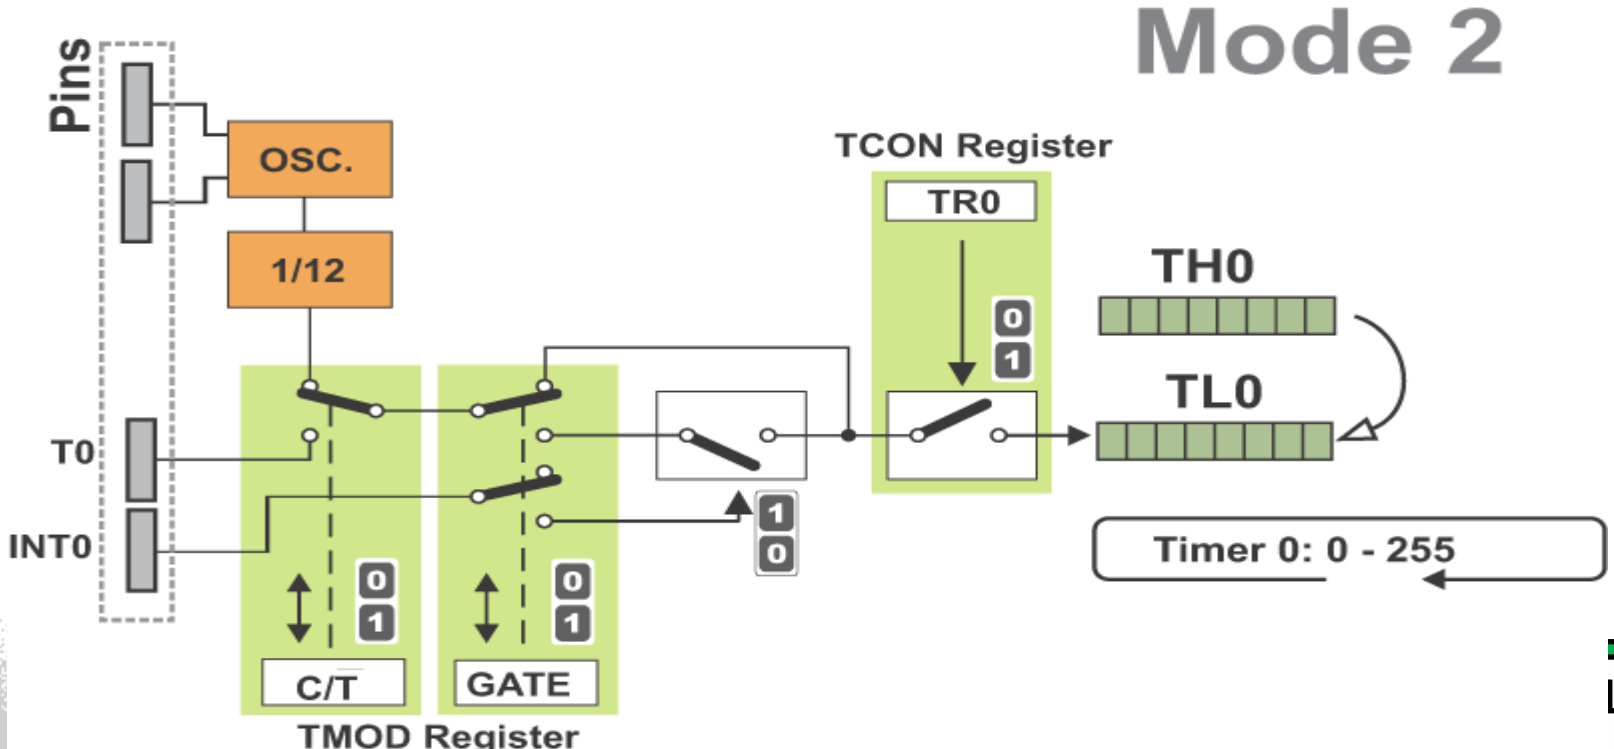 Mode 2
Pins
OSC.
TCON Register
TR0
1/12
TH0
0
1
TL0
T0
1
0
INT0
Timer 0: 0 - 255
0
1
0
1
C/T̅
GATE
TMOD Register